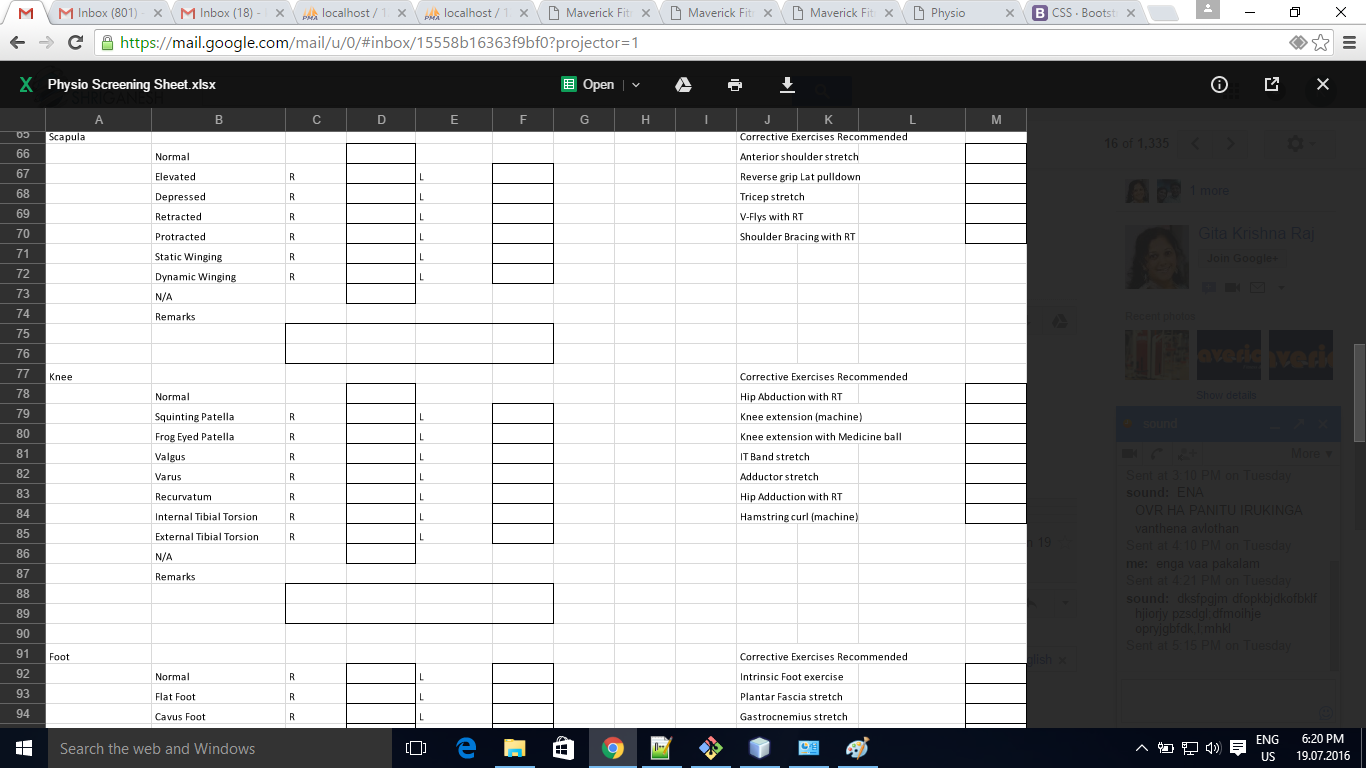 Inbox (801) -
Inbox (18) -
localhost / 1
localhost / 1
Maverick Fit
Maverick Fit
Maverick Fit
Physio
CSS · Bootst
https://mail.google.com/mail/u/0/#inbox/15558b16363f9bf0?projector=1
X Physio Screening Sheet.xlsx Open
16 of 1,335
A B C D E F G H I J K L M
65 Scapula Corrective Exercises Recommended
66 Normal Anterior shoulder stretch
67 Elevated R L Reverse grip Lat pulldown
68 Depressed R L Tricep stretch
69 Retracted R L V-Flys with RT
70 Protracted R L Shoulder Bracing with RT
71 Static Winging R L
72 Dynamic Winging R L
73 N/A
74 Remarks
75
76
77 Knee Corrective Exercises Recommended
78 Normal Hip Abduction with RT
79 Squinting Patella R L Knee extension (machine)
80 Frog Eyed Patella R L Knee extension with Medicine ball
81 Valgus R L IT Band stretch
82 Varus R L Adductor stretch
83 Recurvatum R L Hip Adduction with RT
84 Internal Tibial Torsion R L Hamstring curl (machine)
85 External Tibial Torsion R L
86 N/A
87 Remarks
88
89
90
91 Foot Corrective Exercises Recommended
92 Normal R L Intrinsic Foot exercise
93 Flat Foot R L Plantar Fascia stretch
94 Cavus Foot R L Gastrocnemius stretch
1 more
Gita Krishna Raj
Join Google+
Recent photos
Show details
sound
More
Sent at 3:10 PM on Tuesday
sound: ENA
OVR HA PANITU IRUKINGA
vanthena avlothan
Sent at 4:10 PM on Tuesday
me: enga vaa pakalam
Sent at 4:21 PM on Tuesday
Sent at 5:15 PM on Tuesday
Search the web and Windows
ENG
US
6:20 PM
19.07.2016